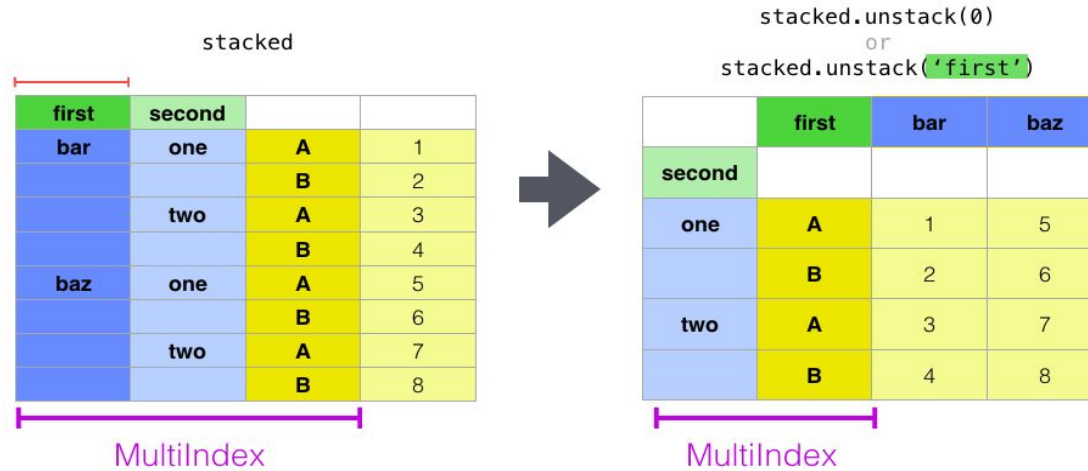 stacked
first second
bar one A 1
B 2
two A 3
B 4
baz one A 5
B 6
two A 7
B 8
MultiIndex
stacked.unstack(0)
or
stacked.unstack(‘first’)
first bar baz
second
one A 1 5
B 2 6
two A 3 7
B 4 8
MultiIndex